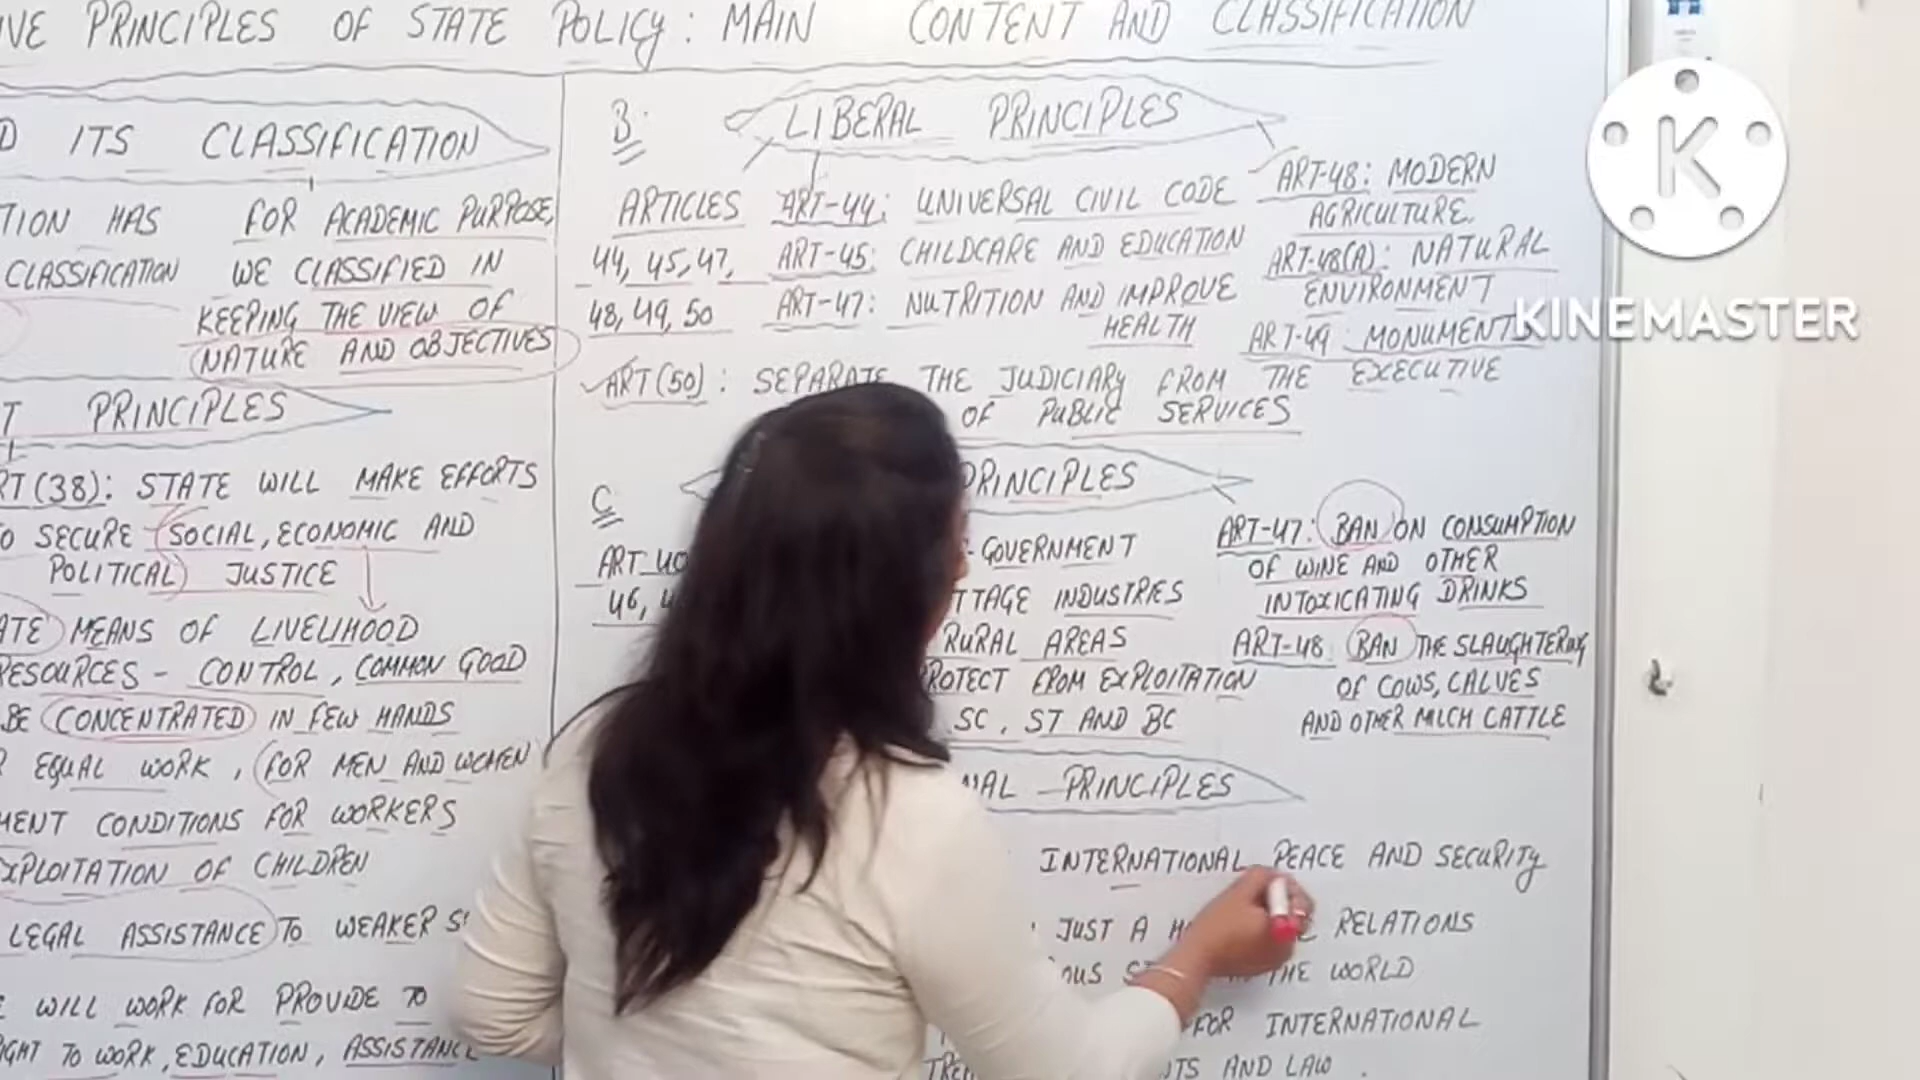 VE PRINCIPLES OF STATE POLICY: MAIN CONTENT AND CLASSIFICATION
ITS CLASSIFICATION
TION HAS
CLASSIFICATION
FOR ACADEMIC PURPOSE,
WE CLASSIFIED IN
KEEPING THE VIEW OF
NATURE AND OBJECTIVES
T PRINCIPLES
RT(38): STATE WILL MAKE EFFORTS
O SECURE SOCIAL, ECONOMIC AND
POLITICAL) JUSTICE
ATE) MEANS OF LIVELIHOOD
RESOURCES - CONTROL, COMMON GOOD
BE CONCENTRATED IN FEW HANDS
R EQUAL WORK, (FOR MEN AND WOMEN
MENT CONDITIONS FOR WORKERS
XPLOITATION OF CHILDREN
LEGAL ASSISTANCE TO WEAKER S
E WILL WORK FOR PROVIDE TO
IGHT TO WORK, EDUCATION, ASSISTANCE
B:
LIBERAL PRINCIPLES
ARTICLES
44, 45, 47,
48, 49, 50
ART-44: UNIVERSAL CIVIL CODE
ART-45: CHILDCARE AND EDUCATION
ART-47: NUTRITION AND IMPROVE
HEALTH
ART-48: MODERN
AGRICULTURE.
ART-48(A): NATURAL
ENVIRONMENT
ART-49 MONUMENTS
ART(50): SEPARATE THE JUDICIARY FROM THE EXECUTIVE
OF PUBLIC SERVICES
C:
PRINCIPLES
ART 40
46, 4
-GOVERNMENT
TTAGE INDUSTRIES
RURAL AREAS
PROTECT FROM EXPLOITATION
SC, ST AND BC
ART-47: BAN ON CONSUMPTION
OF WINE AND OTHER
INTOXICATING DRINKS
ART-48 BAN THE SLAUGHTERING
OF COWS, CALVES
AND OTHER MILCH CATTLE
NAL - PRINCIPLES
INTERNATIONAL PEACE AND SECURITY
JUST A RELATIONS
THE WORLD
FOR INTERNATIONAL
AND LAW.
K
KINEMASTER